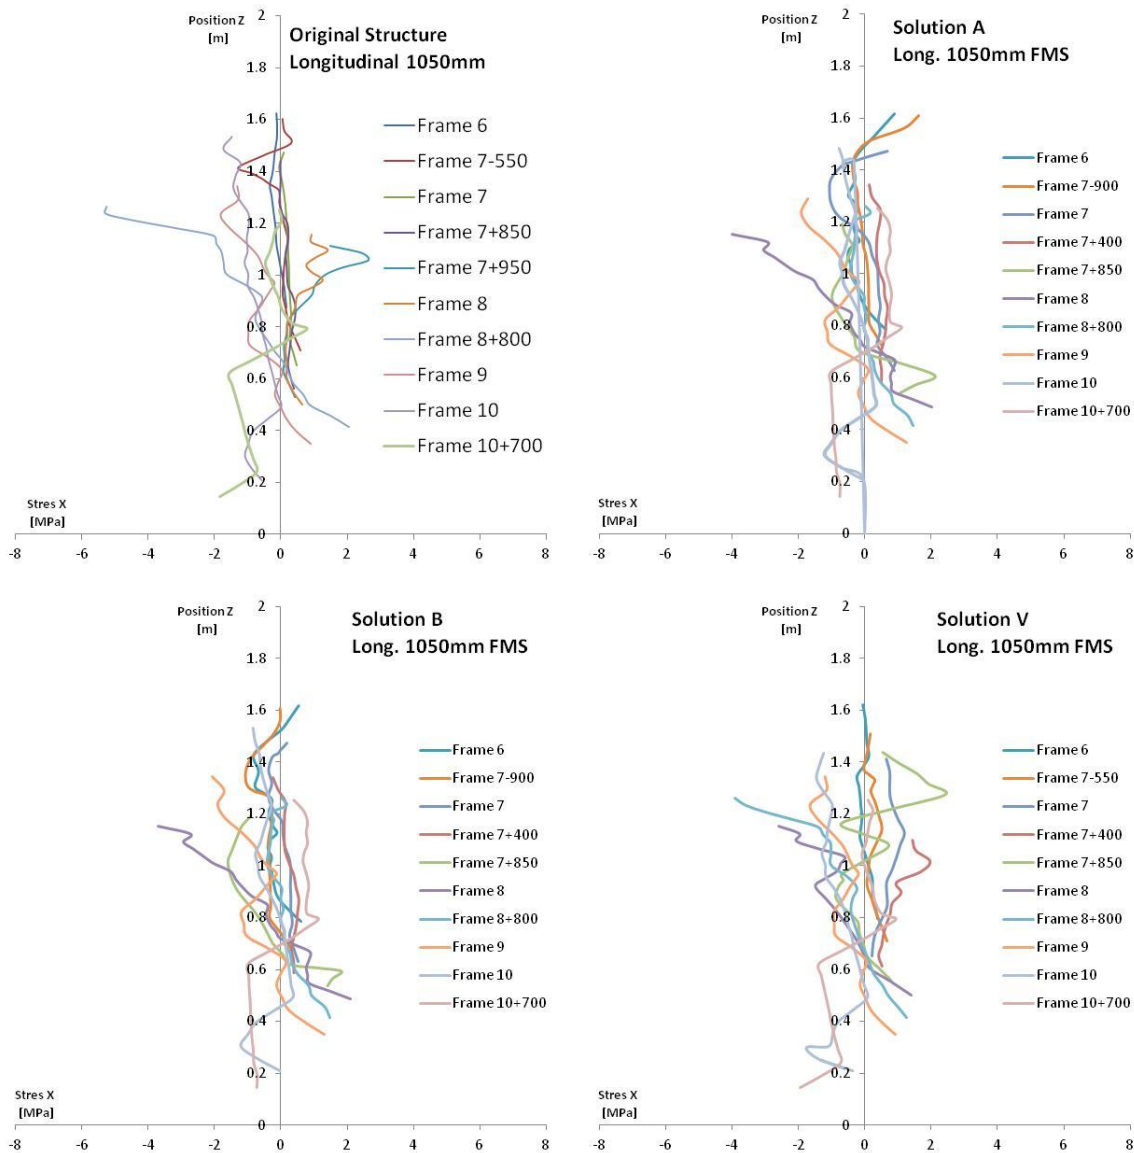 Position Z
[m]
Original Structure
Longitudinal 1050mm
2
1.8
1.6
1.4
1.2
1
0.8
0.6
0.4
0.2
0
Frame 6
Frame 7-550
Frame 7
Frame 7+850
Frame 7+950
Frame 8
Frame 8+800
Frame 9
Frame 10
Frame 10+700
Stres X
[MPa]
-8 -6 -4 -2 0 2 4 6 8
Position Z
[m]
Solution A
Long. 1050mm FMS
2
1.8
1.6
1.4
1.2
1
0.8
0.6
0.4
0.2
0
Frame 6
Frame 7-900
Frame 7
Frame 7+400
Frame 7+850
Frame 8
Frame 8+800
Frame 9
Frame 10
Frame 10+700
Stres X
[MPa]
-8 -6 -4 -2 0 2 4 6 8
Position Z
[m]
Solution B
Long. 1050mm FMS
2
1.8
1.6
1.4
1.2
1
0.8
0.6
0.4
0.2
0
Frame 6
Frame 7-900
Frame 7
Frame 7+400
Frame 7+850
Frame 8
Frame 8+800
Frame 9
Frame 10
Frame 10+700
Stres X
[MPa]
-8 -6 -4 -2 0 2 4 6 8
Position Z
[m]
Solution V
Long. 1050mm FMS
2
1.8
1.6
1.4
1.2
1
0.8
0.6
0.4
0.2
0
Frame 6
Frame 7-550
Frame 7
Frame 7+400
Frame 7+850
Frame 8
Frame 8+800
Frame 9
Frame 10
Frame 10+700
Stres X
[MPa]
-8 -6 -4 -2 0 2 4 6 8